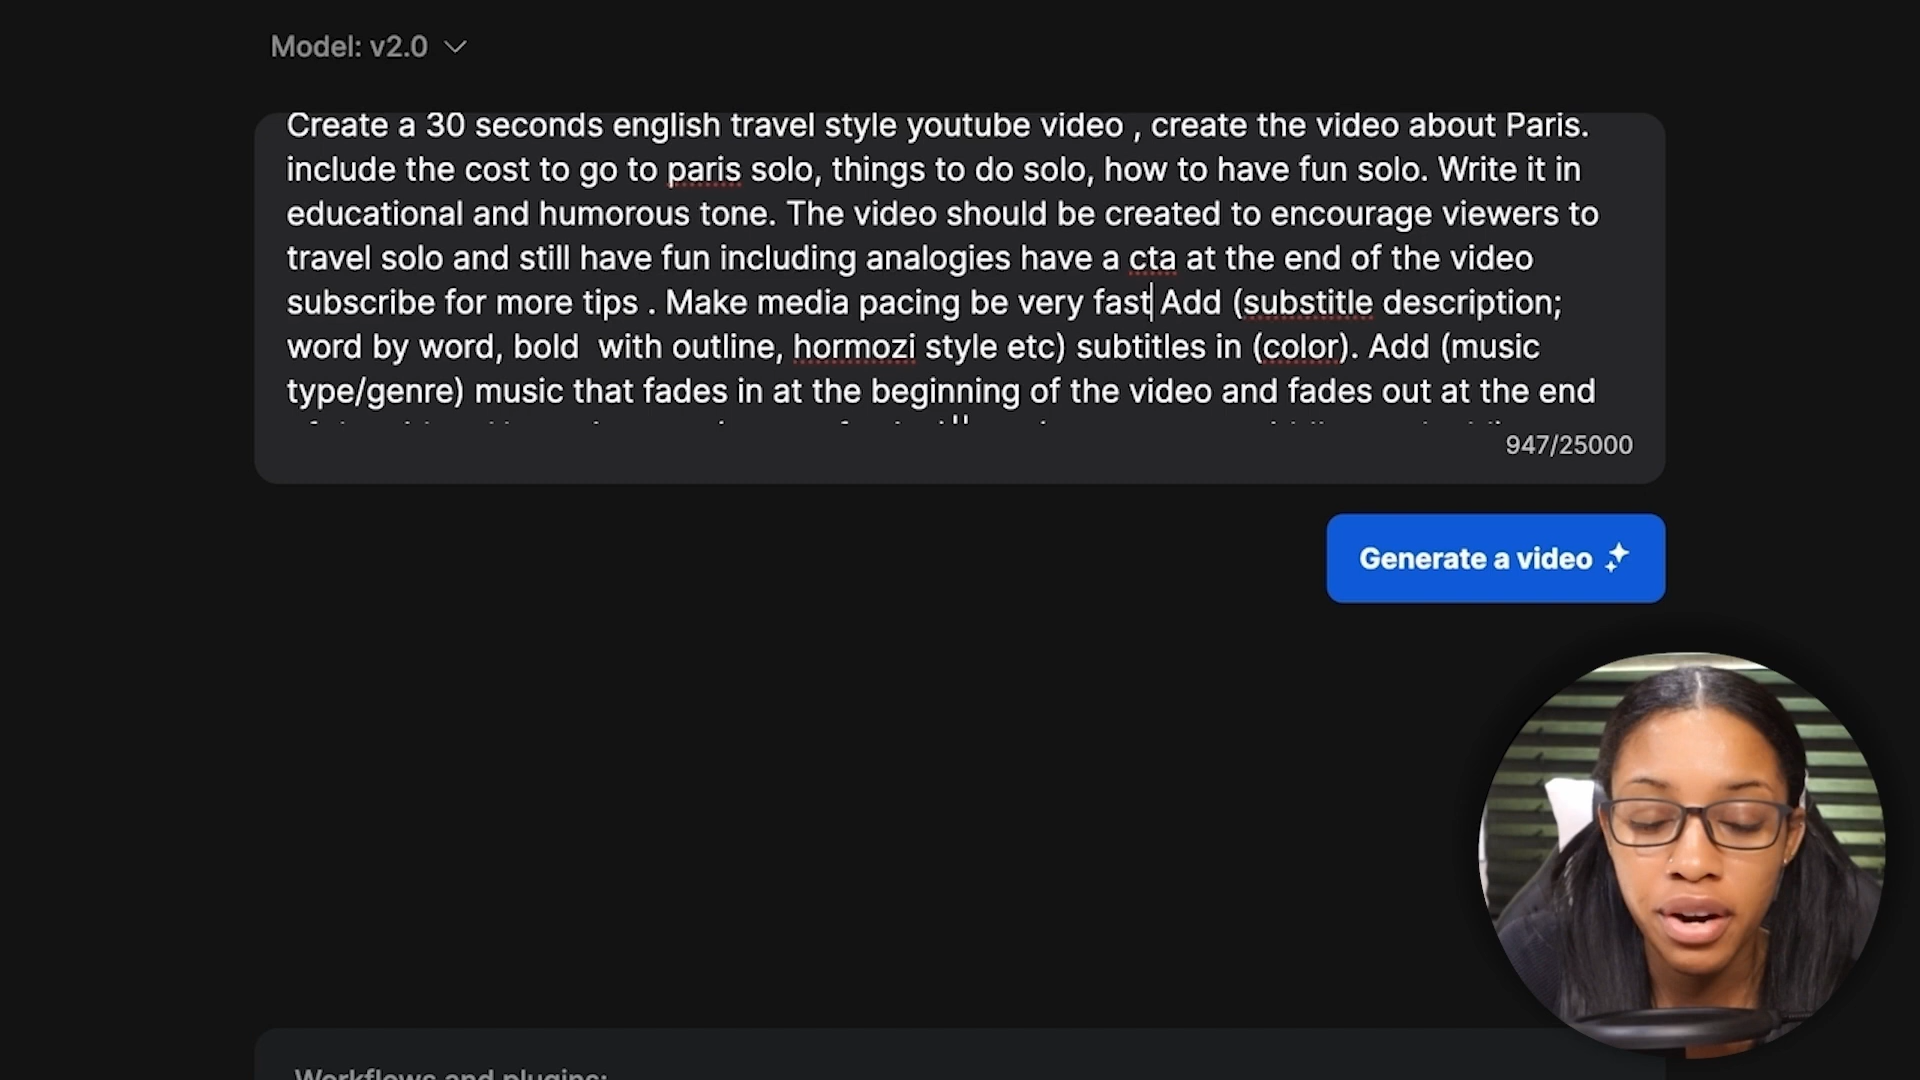 Model: v2.0
Create a 30 seconds english travel style youtube video , create the video about Paris.
include the cost to go to paris solo, things to do solo, how to have fun solo. Write it in
educational and humorous tone. The video should be created to encourage viewers to
travel solo and still have fun including analogies have a cta at the end of the video
subscribe for more tips . Make media pacing be very fast Add (substitle description;
word by word, bold  with outline, hormozi style etc) subtitles in (color). Add (music
type/genre) music that fades in at the beginning of the video and fades out at the end
947/25000
Generate a video
Workflows and plugins: